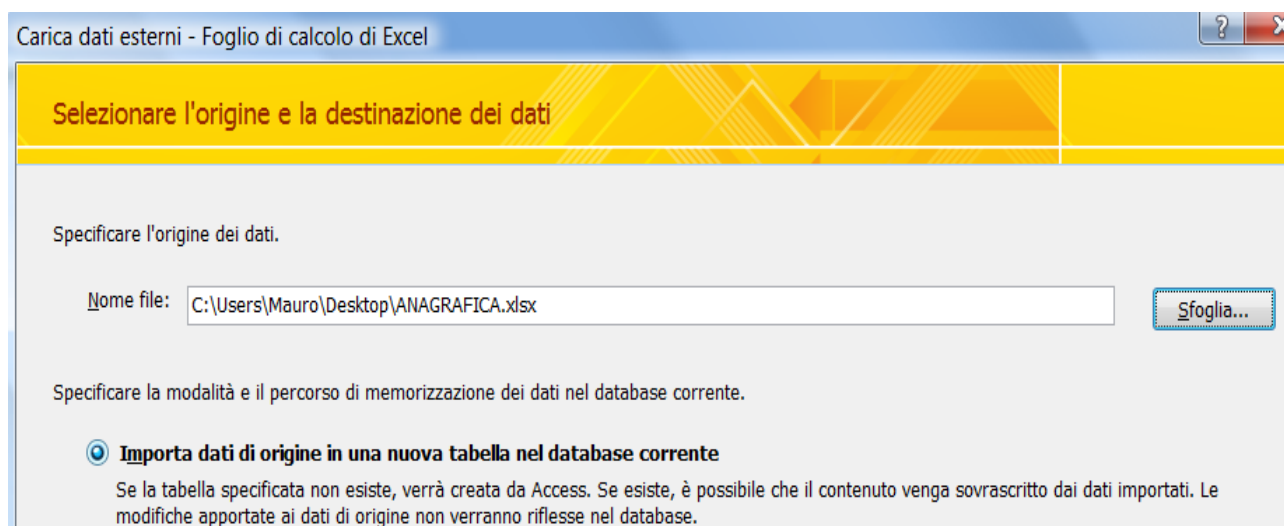 Carica dati esterni - Foglio di calcolo di Excel
Selezionare l'origine e la destinazione dei dati
Specificare l'origine dei dati.
Nome file: C:\Users\Mauro\Desktop\ANAGRAFICA.xlsx Sfoglia...
Specificare la modalità e il percorso di memorizzazione dei dati nel database corrente.
Importa dati di origine in una nuova tabella nel database corrente
Se la tabella specificata non esiste, verrà creata da Access. Se esiste, è possibile che il contenuto venga sovrascritto dai dati importati. Le
modifiche apportate ai dati di origine non verranno riflesse nel database.